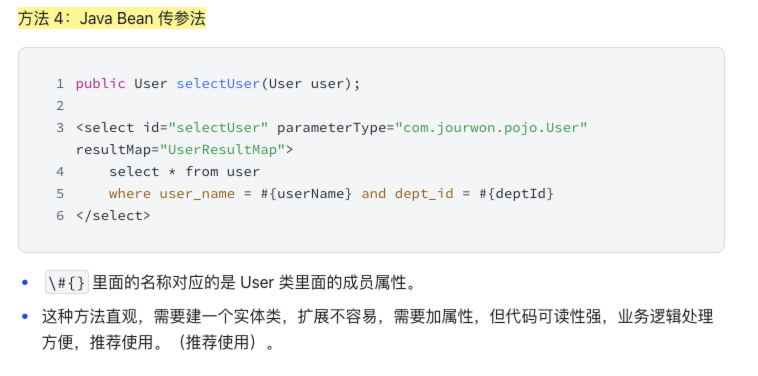 方法 4：Java Bean 传参法
1 public User selectUser(User user);
2
3 <select id="selectUser" parameterType="com.jourwon.pojo.User"
resultMap="UserResultMap">
4     select * from user
5     where user_name = #{userName} and dept_id = #{deptId}
6 </select>
• \#{} 里面的名称对应的是 User 类里面的成员属性。
• 这种方法直观，需要建一个实体类，扩展不容易，需要加属性，但代码可读性强，业务逻辑处理
方便，推荐使用。（推荐使用）。